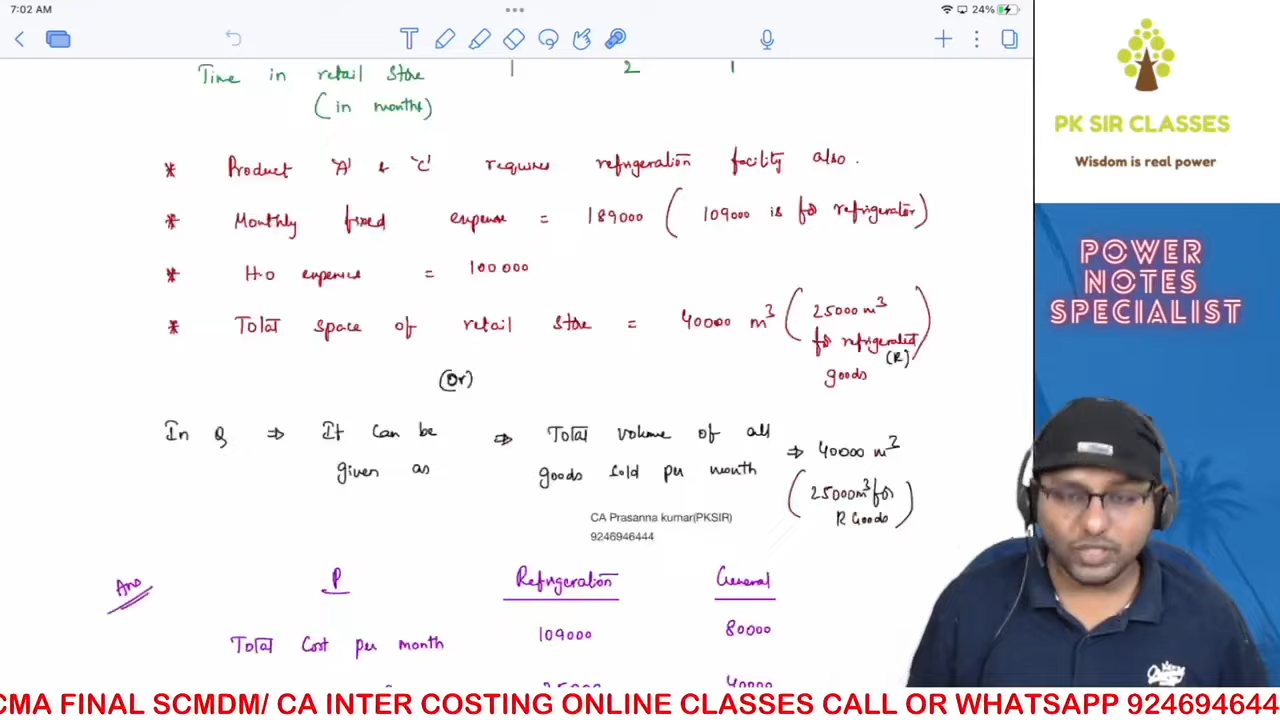 7:02 AM
24%
Time in retail store 1 2 1
(in months)
* Product 'A' & 'C' requires refrigeration facility also.
* Monthly fixed expense = 189000 (109000 is for refrigerator)
* H.O expenses = 100000
* Total space of retail store = 40000 m³ (25000 m³ for refrigerated (R) goods)
(Or)
In Q ⇒ It can be given as ⇒ Total volume of all goods sold per month ⇒ 40000 m³
(25000 m³ for R Goods)
CA Prasanna kumar(PKSIR)
9246946444
Ans P Refrigeration General
Total Cost per month 109000 80000
25000 40000
PK SIR CLASSES
Wisdom is real power
POWER
NOTES
SPECIALIST
CMA FINAL SCMDM/ CA INTER COSTING ONLINE CLASSES CALL OR WHATSAPP 924694644